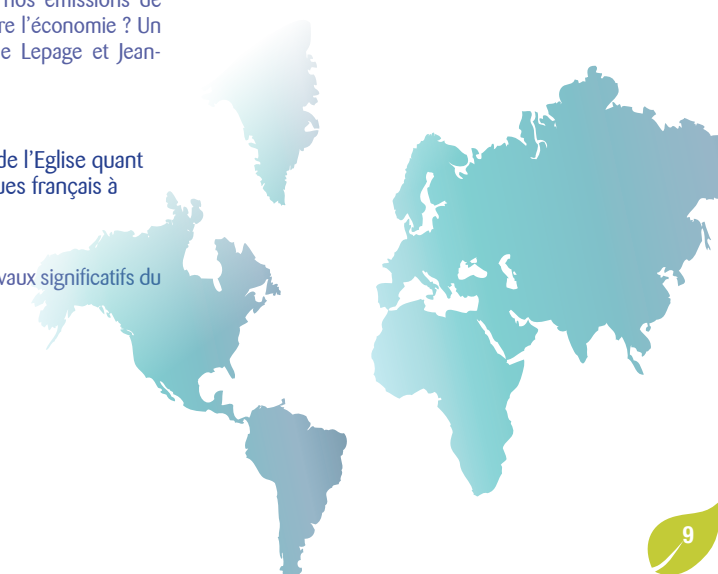 nos émissions de
re l'économie ? Un
e Lepage et Jean-
de l'Eglise quant
ues français à
vaux significatifs du
9